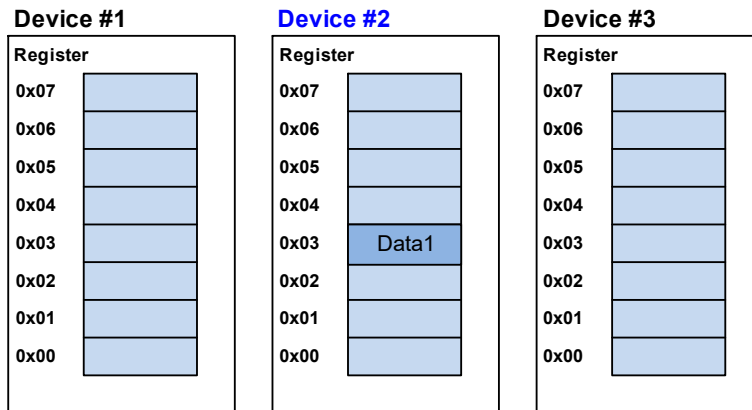 Device #1
Register
0x07
0x06
0x05
0x04
0x03
0x02
0x01
0x00
Device #2
Register
0x07
0x06
0x05
0x04
0x03 Data1
0x02
0x01
0x00
Device #3
Register
0x07
0x06
0x05
0x04
0x03
0x02
0x01
0x00